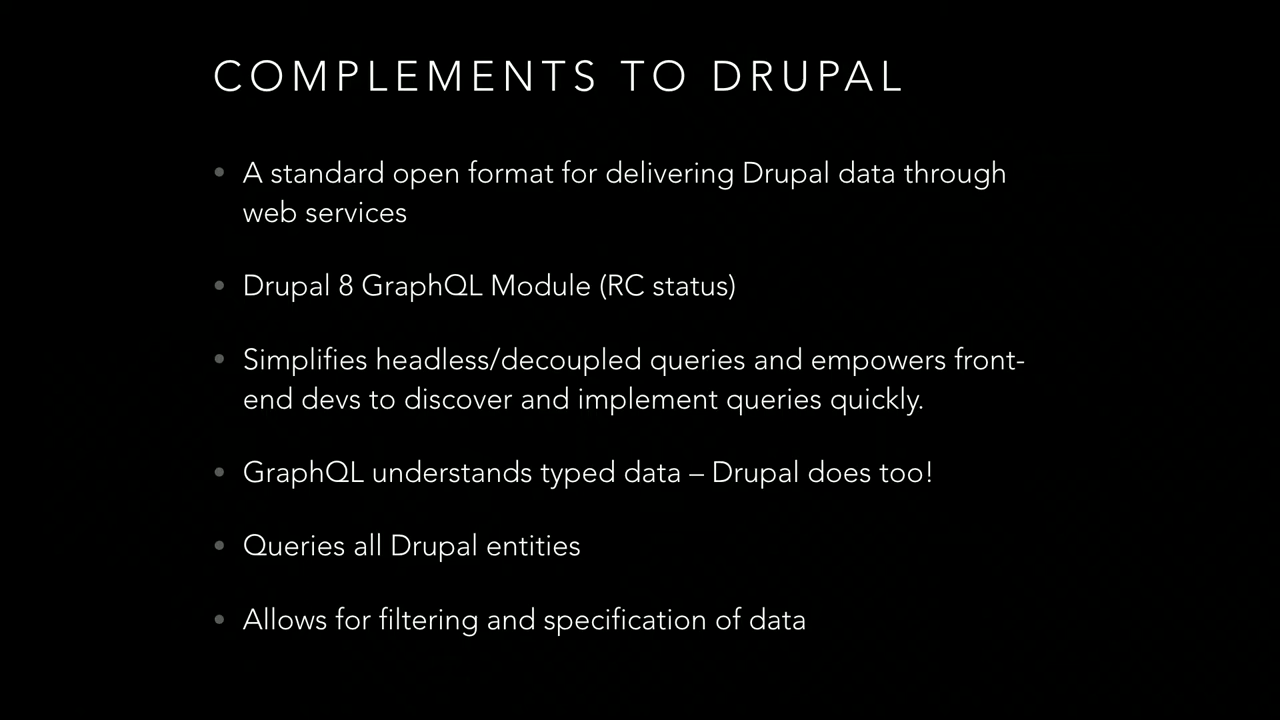 COMPLEMENTS TO DRUPAL
• A standard open format for delivering Drupal data through
web services
• Drupal 8 GraphQL Module (RC status)
• Simplifies headless/decoupled queries and empowers front-
end devs to discover and implement queries quickly.
• GraphQL understands typed data – Drupal does too!
• Queries all Drupal entities
• Allows for filtering and specification of data